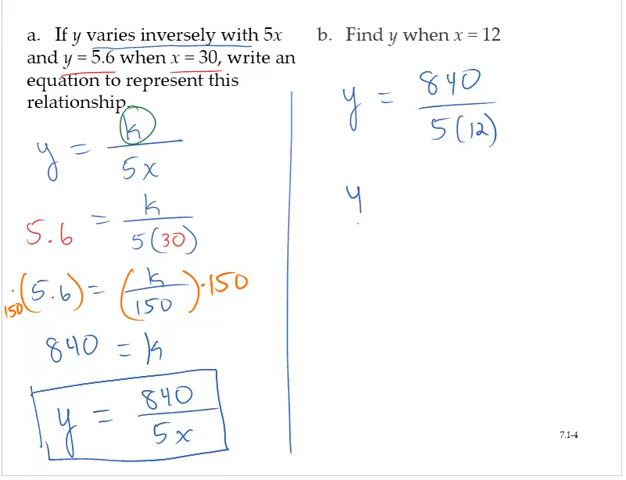 a. If y varies inversely with 5x
and y = 5.6 when x = 30, write an
equation to represent this
relationship.
y = k/5x
5.6 = k/5(30)
150·(5.6) = (k/150)·150
840 = k
y = 840/5x
b. Find y when x = 12
y = 840/5(12)
y
7.1-4